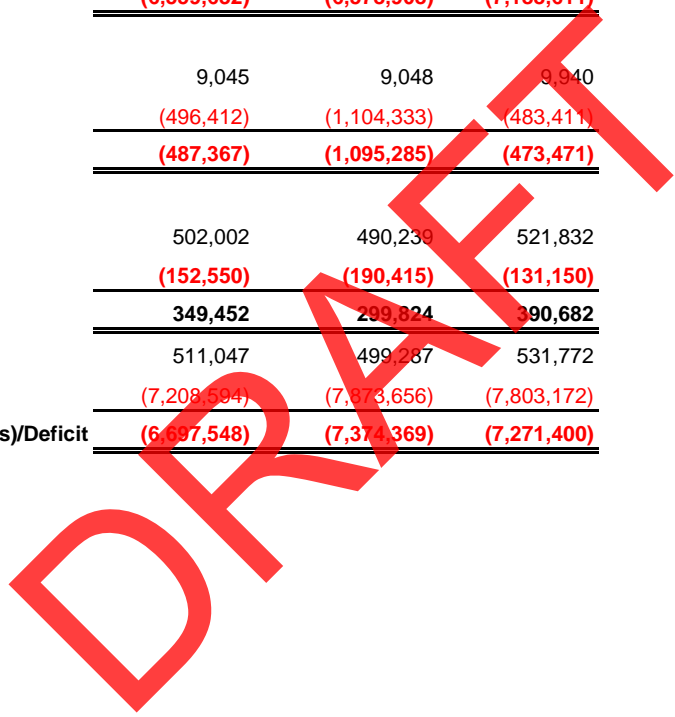 9,045 9,048 9,940
(496,412) (1,104,333) (483,411)
(487,367) (1,095,285) (473,471)
502,002 490,239 521,832
(152,550) (190,415) (131,150)
349,452 299,824 390,682
511,047 499,287 531,772
(7,208,594) (7,873,656) (7,803,172)
s)/Deficit (6,697,548) (7,374,369) (7,271,400)
DRAFT